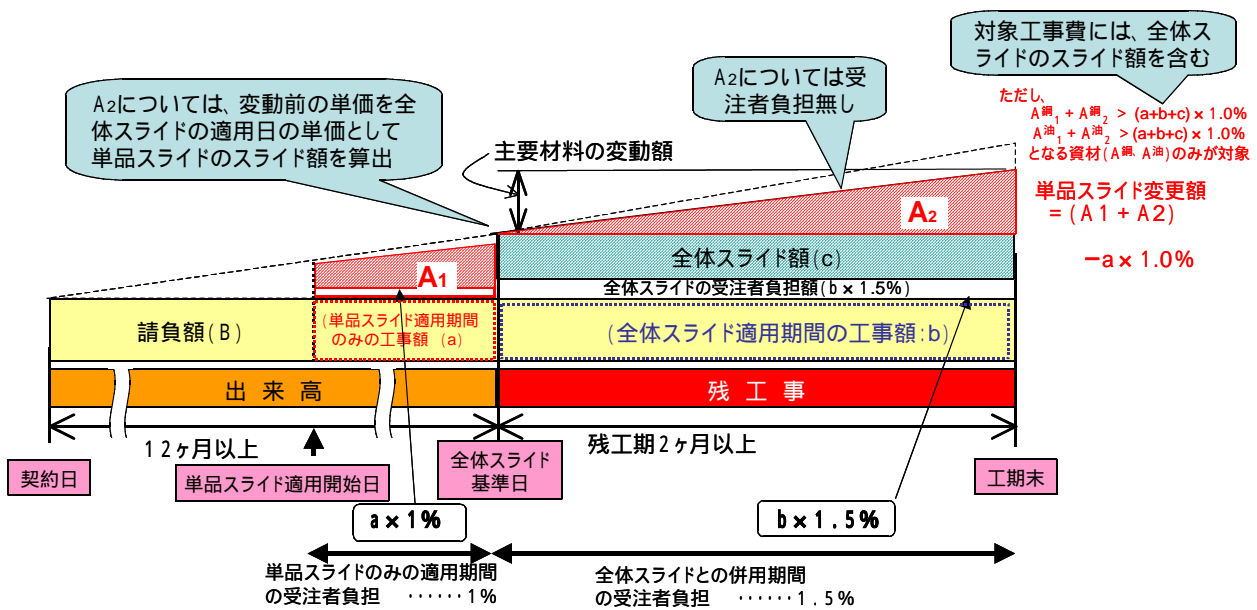 対象工事費には、全体ス
ライドのスライド額を含む
A2については受
注者負担無し
A2については、変動前の単価を全
体スライドの適用日の単価として
単品スライドのスライド額を算出
ただし、
A鋼1 + A鋼2 > (a+b+c) × 1.0%
A油1 + A油2 > (a+b+c) × 1.0%
となる資材(A鋼、A油)のみが対象
主要材料の変動額
単品スライド変更額
= (A1 + A2)
-a × 1.0%
A2
A1
全体スライド額(c)
全体スライドの受注者負担額(b × 1.5%)
請負額(B)
(単品スライド適用期間
のみの工事額 (a)
(全体スライド適用期間の工事額:b)
出来高
残工事
12ヶ月以上
残工期2ヶ月以上
契約日
単品スライド適用開始日
全体スライド
基準日
工期末
a × 1%
b × 1.5%
単品スライドのみの適用期間
の受注者負担 ······1%
全体スライドとの併用期間
の受注者負担 ······1.5%